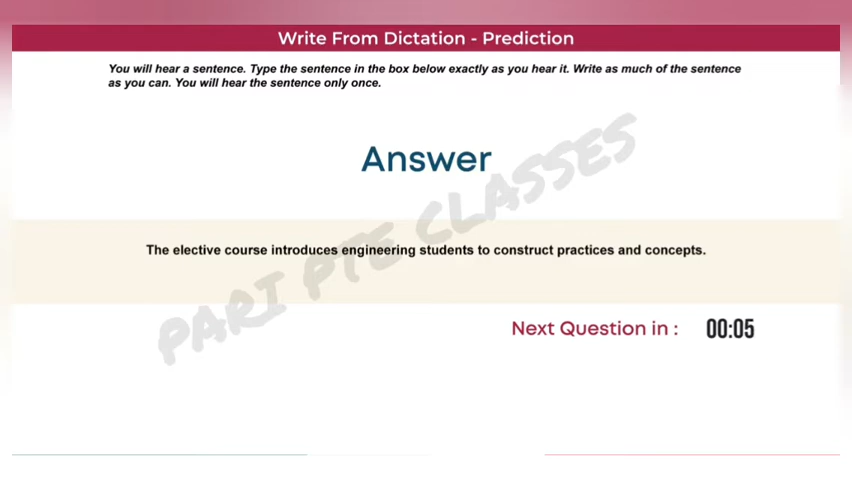 Write From Dictation - Prediction
You will hear a sentence. Type the sentence in the box below exactly as you hear it. Write as much of the sentence
as you can. You will hear the sentence only once.
Answer
The elective course introduces engineering students to construct practices and concepts.
PARI PTE CLASSES
Next Question in : 00:05